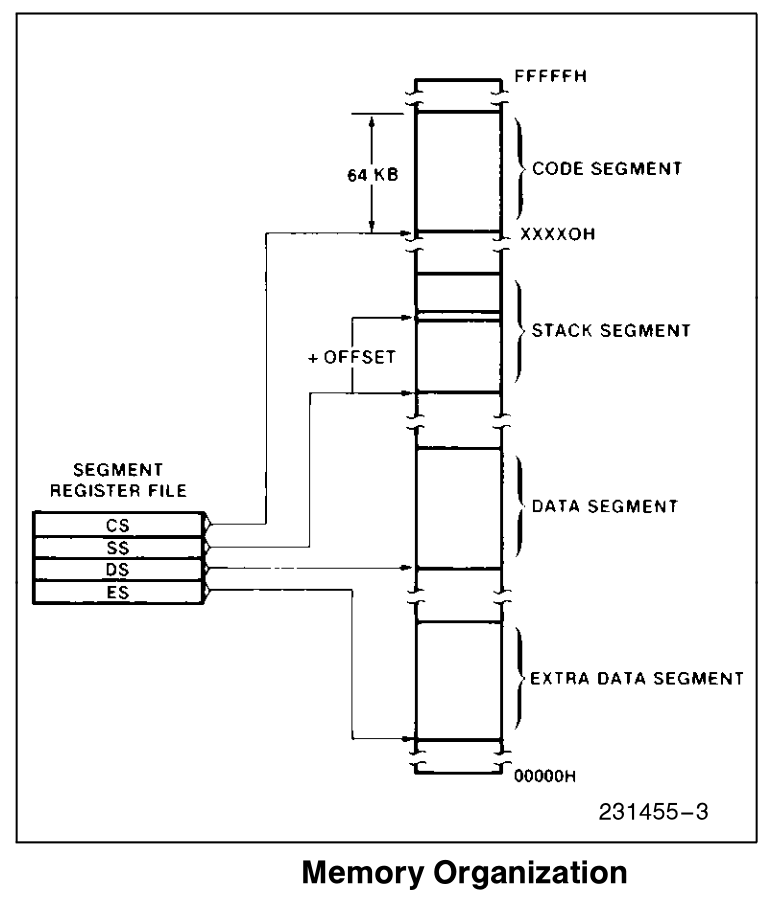 FFFFFH
64 KB
CODE SEGMENT
XXXXOH
STACK SEGMENT
+ OFFSET
SEGMENT
REGISTER FILE
DATA SEGMENT
CS
SS
DS
ES
EXTRA DATA SEGMENT
00000H
231455-3
Memory Organization